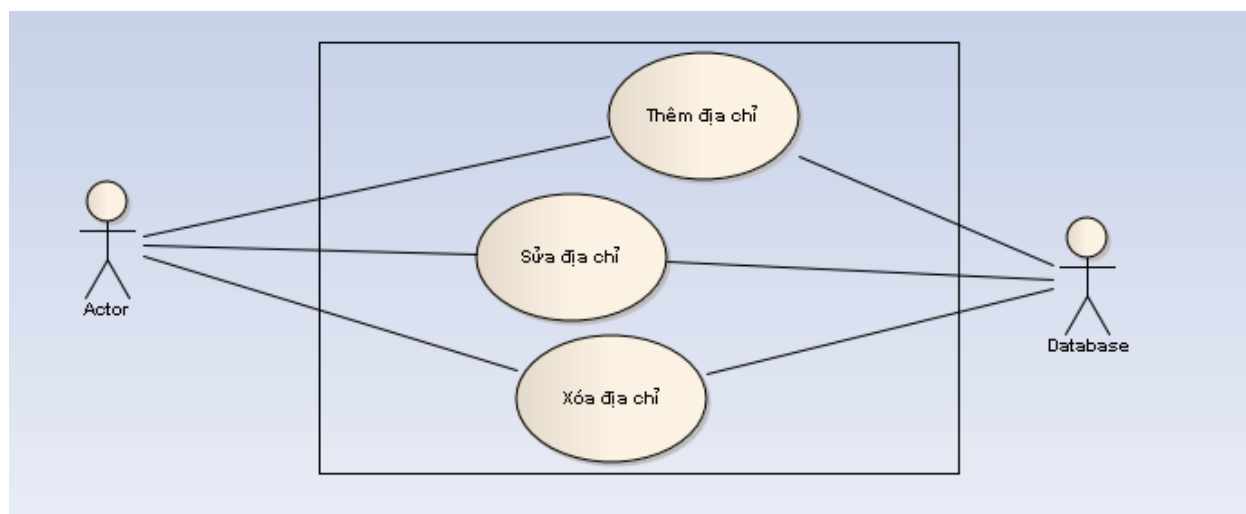 Thêm địa chỉ
Sửa địa chỉ
Xóa địa chỉ
Actor
Database